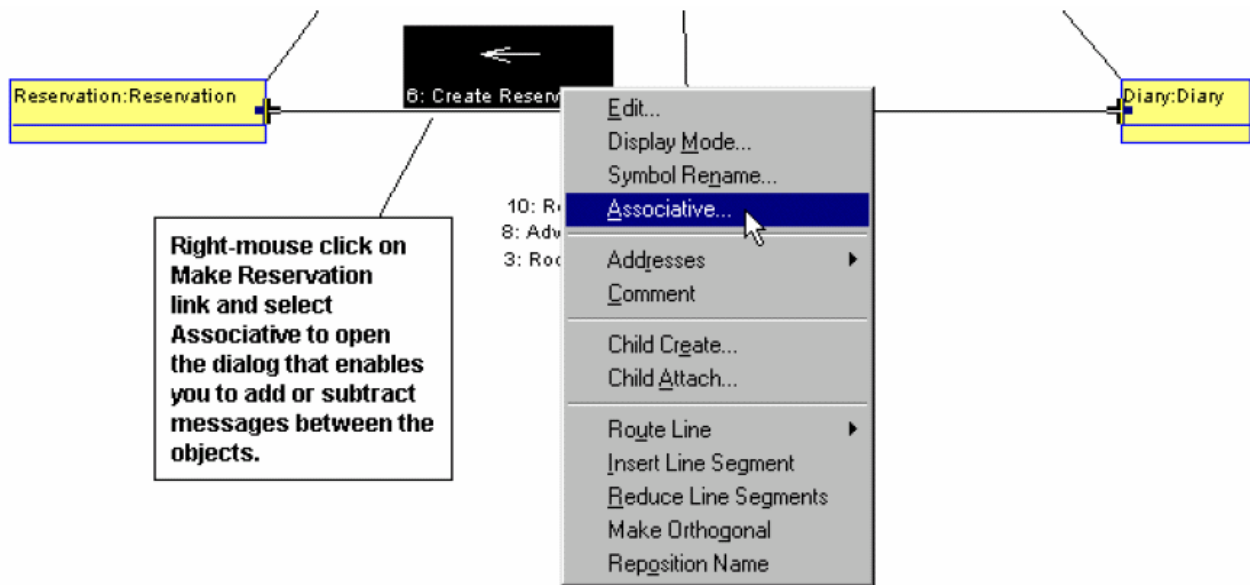 Reservation:Reservation
6: Create Reser
Diary:Diary
Edit...
Display Mode...
Symbol Rename...
Associative...
Addresses
Comment
Child Create...
Child Attach...
Route Line
Insert Line Segment
Reduce Line Segments
Make Orthogonal
Reposition Name
10: R
8: Adv
3: Roo
Right-mouse click on
Make Reservation
link and select
Associative to open
the dialog that enables
you to add or subtract
messages between the
objects.